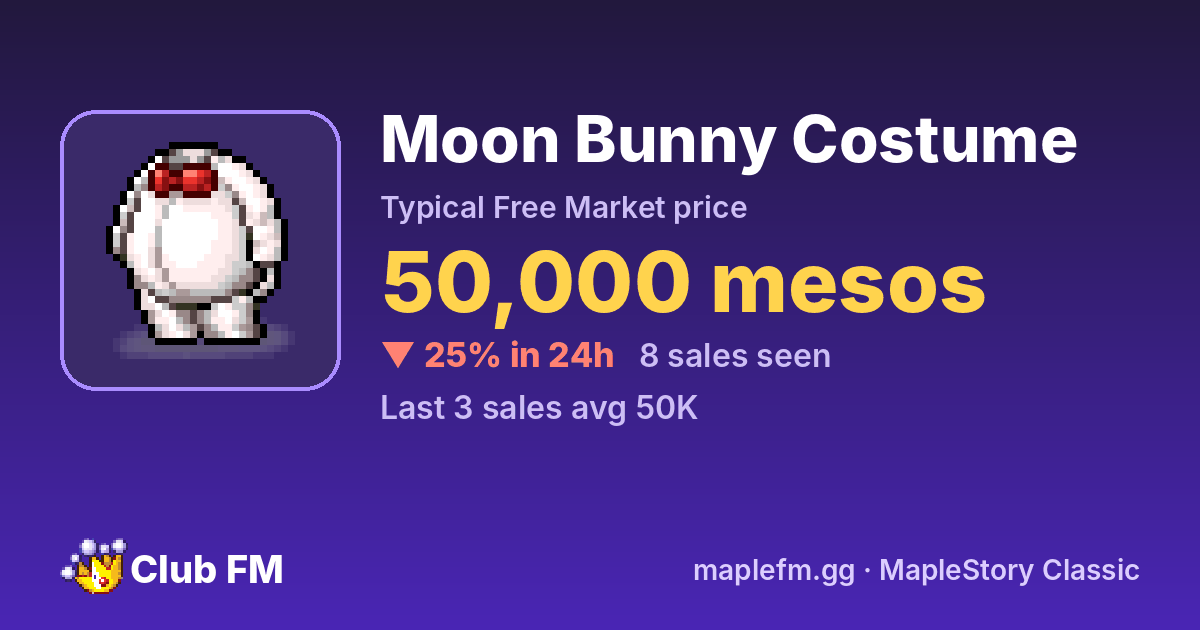 Moon Bunny Costume
Typical Free Market price
50,000 mesos
▼ 25% in 24h 8 sales seen
Last 3 sales avg 50K
Club FM
maplefm.gg · MapleStory Classic